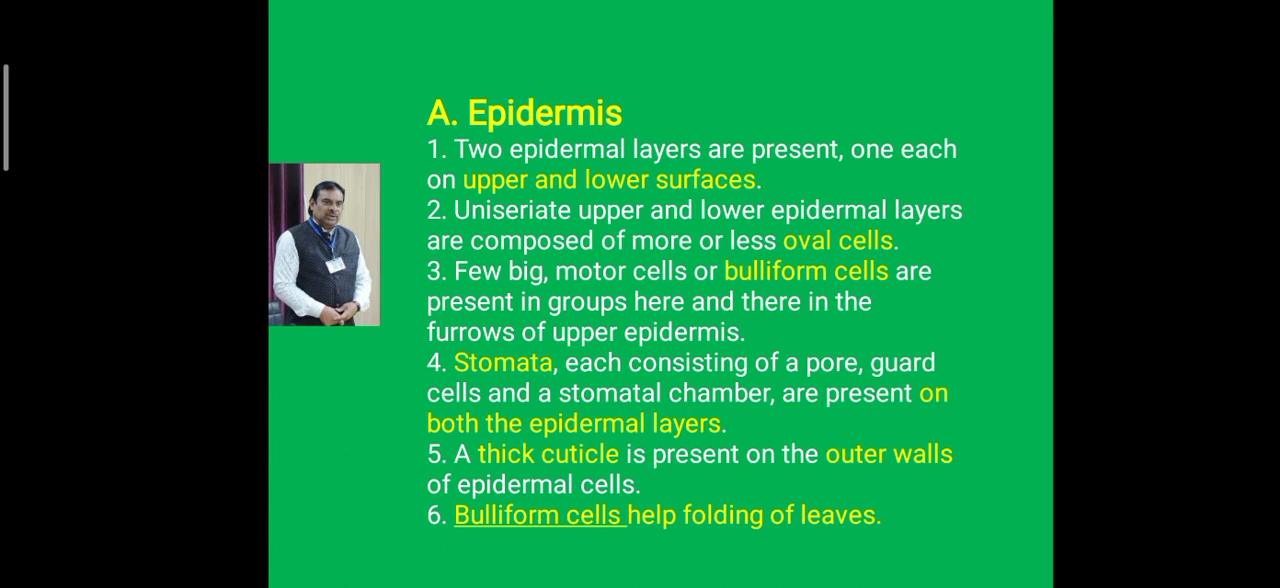 A. Epidermis
1. Two epidermal layers are present, one each
on upper and lower surfaces.
2. Uniseriate upper and lower epidermal layers
are composed of more or less oval cells.
3. Few big, motor cells or bulliform cells are
present in groups here and there in the
furrows of upper epidermis.
4. Stomata, each consisting of a pore, guard
cells and a stomatal chamber, are present on
both the epidermal layers.
5. A thick cuticle is present on the outer walls
of epidermal cells.
6. Bulliform cells help folding of leaves.